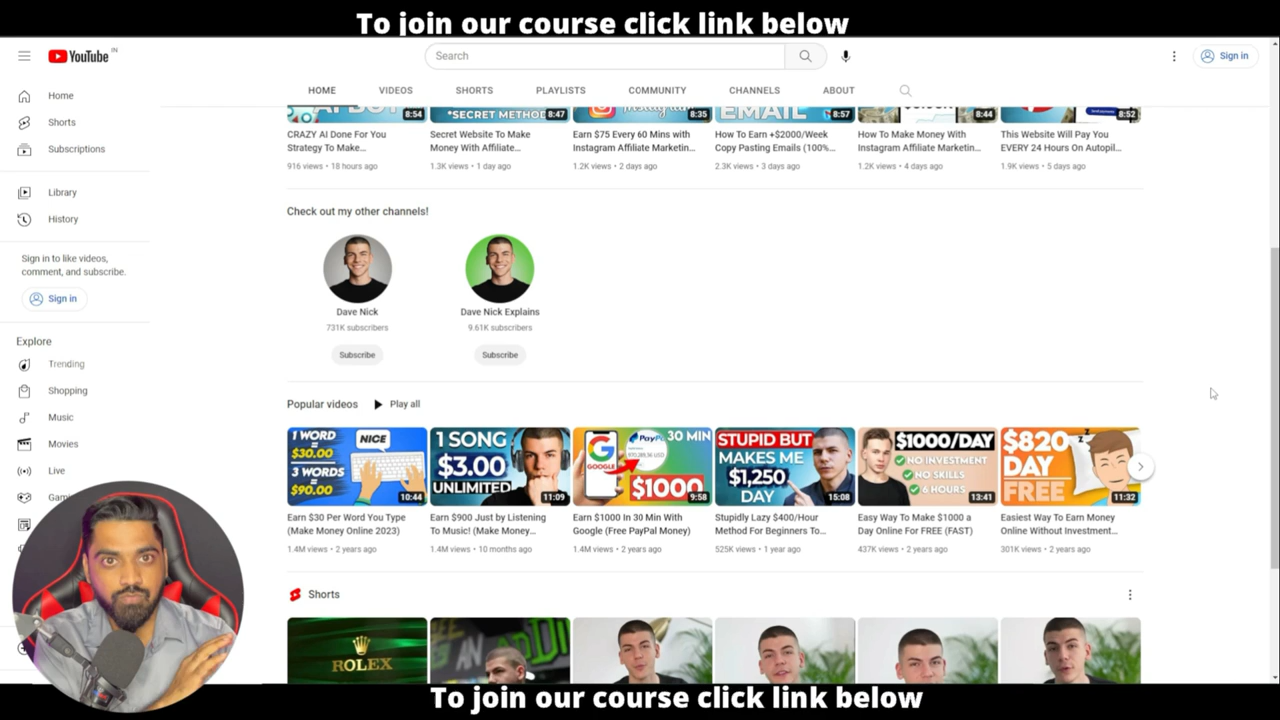 To join our course click link below
YouTube IN
Search
Sign in
HOME VIDEOS SHORTS PLAYLISTS COMMUNITY CHANNELS ABOUT
Home
Shorts
Subscriptions
Library
History
Sign in to like videos,
comment, and subscribe.
Sign in
Explore
Trending
Shopping
Music
Movies
Live
8:54
CRAZY AI Done For You
Strategy To Make...
916 views • 18 hours ago
*SECRET METHOD
8:47
Secret Website To Make
Money With Affiliate...
1.3K views • 1 day ago
8:35
Earn $75 Every 60 Mins with
Instagram Affiliate Marketin...
1.2K views • 2 days ago
EMAIL
8:57
How To Earn +$2000/Week
Copy Pasting Emails (100%...
2.3K views • 3 days ago
8:44
How To Make Money With
Instagram Affiliate Marketin...
1.2K views • 4 days ago
8:52
This Website Will Pay You
EVERY 24 Hours On Autopil...
1.9K views • 5 days ago
Check out my other channels!
Dave Nick
731K subscribers
Subscribe
Dave Nick Explains
9.61K subscribers
Subscribe
Popular videos Play all
1 WORD
=
$30.00
3 WORDS
=
$90.00
NICE
10:44
Earn $30 Per Word You Type
(Make Money Online 2023)
1.4M views • 2 years ago
1 SONG
$3.00
UNLIMITED
11:09
Earn $900 Just by Listening
To Music! (Make Money...
1.4M views • 10 months ago
GOOGLE
PayPal
30 MIN
$1000
9:58
Earn $1000 In 30 Min With
Google (Free PayPal Money)
1.4M views • 2 years ago
STUPID BUT
MAKES ME
$1,250
DAY
15:08
Stupidly Lazy $400/Hour
Method For Beginners To...
525K views • 1 year ago
$1000/DAY
NO INVESTMENT
NO SKILLS
6 HOURS
13:41
Easy Way To Make $1000 a
Day Online For FREE (FAST)
437K views • 2 years ago
$820
DAY
FREE
11:32
Easiest Way To Earn Money
Online Without Investment...
301K views • 2 years ago
Shorts
ROLEX
To join our course click link below